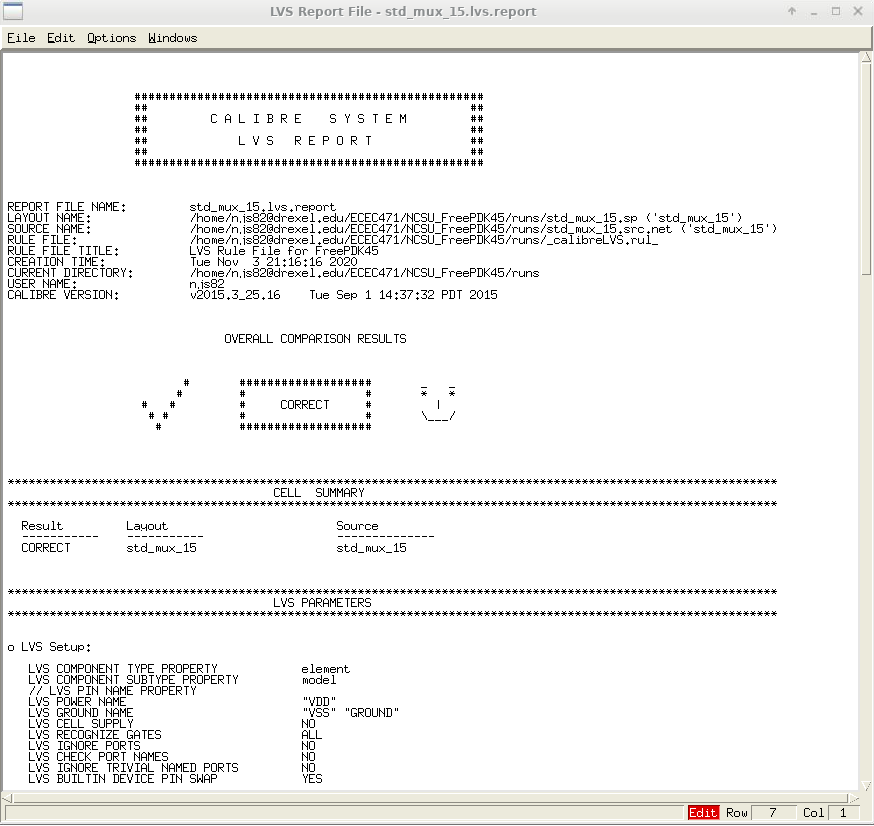 LVS Report File - std_mux_15.lvs.report
File Edit Options Windows
##################################################
## ##
## C A L I B R E S Y S T E M ##
## ##
## L V S R E P O R T ##
## ##
##################################################
REPORT FILE NAME: std_mux_15.lvs.report
LAYOUT NAME: /home/njs82@drexel.edu/ECEC471/NCSU_FreePDK45/runs/std_mux_15.sp ('std_mux_15')
SOURCE NAME: /home/njs82@drexel.edu/ECEC471/NCSU_FreePDK45/runs/std_mux_15.src.net ('std_mux_15')
RULE FILE: /home/njs82@drexel.edu/ECEC471/NCSU_FreePDK45/runs/_calibreLVS.rul_
RULE FILE TITLE: LVS Rule File for FreePDK45
CREATION TIME: Tue Nov 3 21:16:16 2020
CURRENT DIRECTORY: /home/njs82@drexel.edu/ECEC471/NCSU_FreePDK45/runs
USER NAME: njs82
CALIBRE VERSION: v2015.3_25.16 Tue Sep 1 14:37:32 PDT 2015
OVERALL COMPARISON RESULTS
# ################### _ _
# # # * *
# # # CORRECT # |
# # # # \___/
# ###################
**************************************************************************************************************
CELL SUMMARY
**************************************************************************************************************
Result Layout Source
----------- ----------- --------------
CORRECT std_mux_15 std_mux_15
**************************************************************************************************************
LVS PARAMETERS
**************************************************************************************************************
o LVS Setup:
LVS COMPONENT TYPE PROPERTY element
LVS COMPONENT SUBTYPE PROPERTY model
// LVS PIN NAME PROPERTY
LVS POWER NAME "VDD"
LVS GROUND NAME "VSS" "GROUND"
LVS CELL SUPPLY NO
LVS RECOGNIZE GATES ALL
LVS IGNORE PORTS NO
LVS CHECK PORT NAMES NO
LVS IGNORE TRIVIAL NAMED PORTS NO
LVS BUILTIN DEVICE PIN SWAP YES
Edit Row 7 Col 1